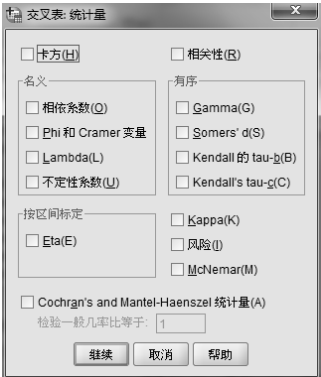 交叉表: 统计量
卡方(H) 相关性(R)
名义 有序
相依系数(O) Gamma(G)
Phi 和 Cramer 变量 Somers' d(S)
Lambda(L) Kendall 的 tau-b(B)
不定性系数(U) Kendall's tau-c(C)
按区间标定 Kappa(K)
Eta(E) 风险(I)
McNemar(M)
Cochran's and Mantel-Haenszel 统计量(A)
检验一般几率比等于: 1
继续 取消 帮助